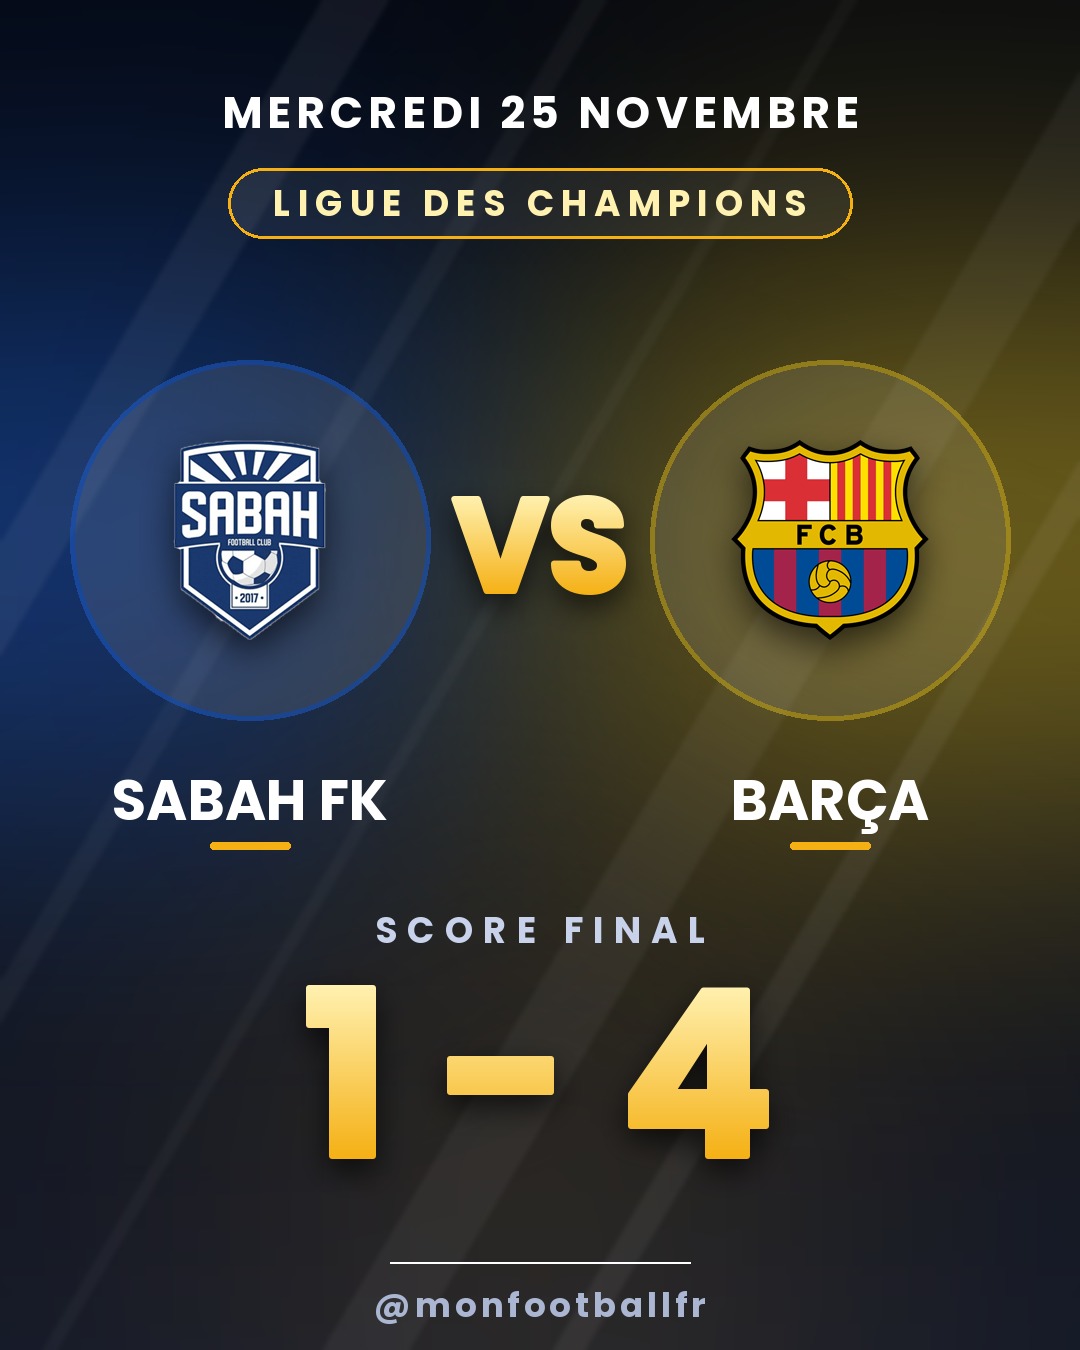 MERCREDI 25 NOVEMBRE
LIGUE DES CHAMPIONS
SABAH
FOOTBALL CLUB
• 2017 •
VS
FCB
SABAH FK
BARÇA
SCORE FINAL
1 – 4
@monfootballfr